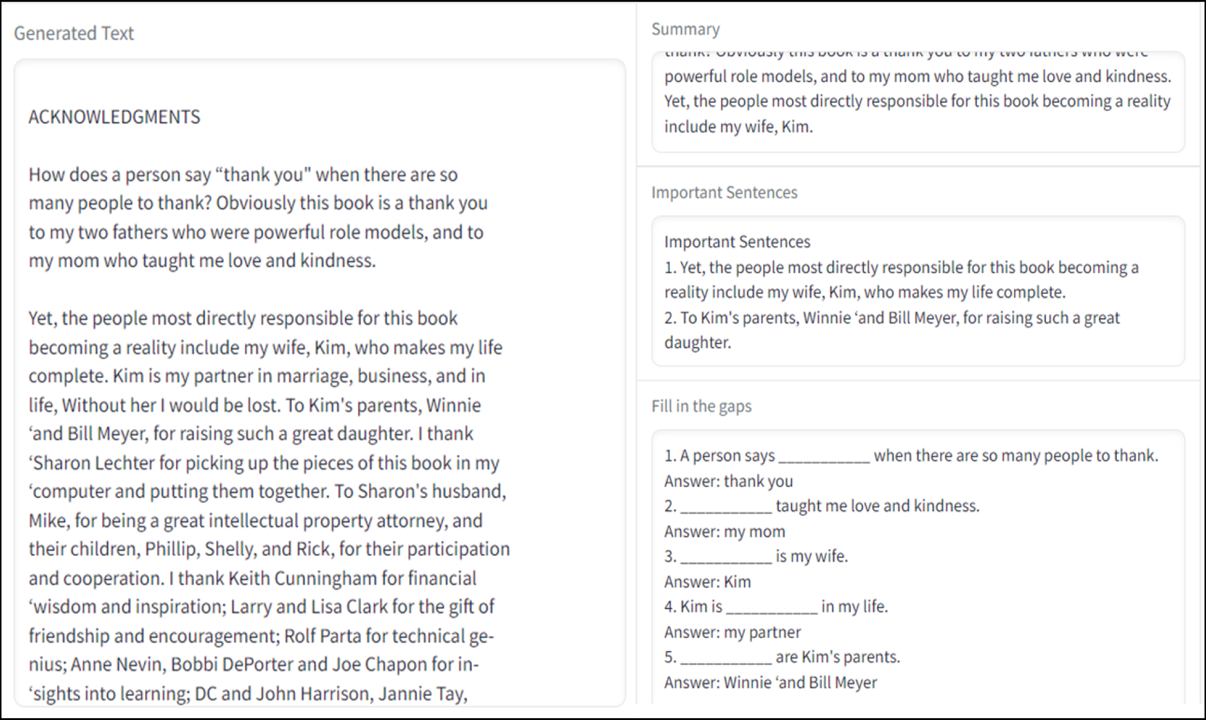 Generated Text
ACKNOWLEDGMENTS
How does a person say “thank you" when there are so
many people to thank? Obviously this book is a thank you
to my two fathers who were powerful role models, and to
my mom who taught me love and kindness.
Yet, the people most directly responsible for this book
becoming a reality include my wife, Kim, who makes my life
complete. Kim is my partner in marriage, business, and in
life, Without her I would be lost. To Kim's parents, Winnie
‘and Bill Meyer, for raising such a great daughter. I thank
‘Sharon Lechter for picking up the pieces of this book in my
‘computer and putting them together. To Sharon's husband,
Mike, for being a great intellectual property attorney, and
their children, Phillip, Shelly, and Rick, for their participation
and cooperation. I thank Keith Cunningham for financial
‘wisdom and inspiration; Larry and Lisa Clark for the gift of
friendship and encouragement; Rolf Parta for technical ge-
nius; Anne Nevin, Bobbi DePorter and Joe Chapon for in-
‘sights into learning; DC and John Harrison, Jannie Tay,
Summary
thank? Obviously this book is a thank you to my two fathers who were
powerful role models, and to my mom who taught me love and kindness.
Yet, the people most directly responsible for this book becoming a reality
include my wife, Kim.
Important Sentences
Important Sentences
1. Yet, the people most directly responsible for this book becoming a
reality include my wife, Kim, who makes my life complete.
2. To Kim's parents, Winnie ‘and Bill Meyer, for raising such a great
daughter.
Fill in the gaps
1. A person says ___________ when there are so many people to thank.
Answer: thank you
2. ___________ taught me love and kindness.
Answer: my mom
3. ___________ is my wife.
Answer: Kim
4. Kim is ___________ in my life.
Answer: my partner
5. ___________ are Kim's parents.
Answer: Winnie ‘and Bill Meyer